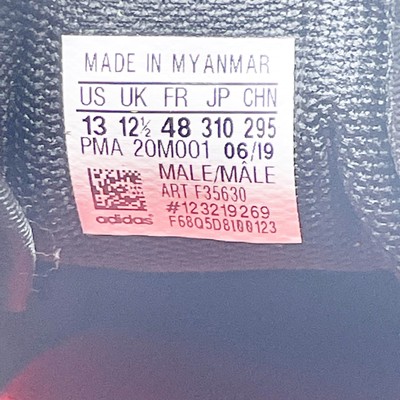 MADE IN MYANMAR
US UK FR JP CHN
13 12½ 48 310 295
PMA 20M001 06/19
MALE/MÂLE
ART F35630
#123219269
adidas F68Q5D8I00123